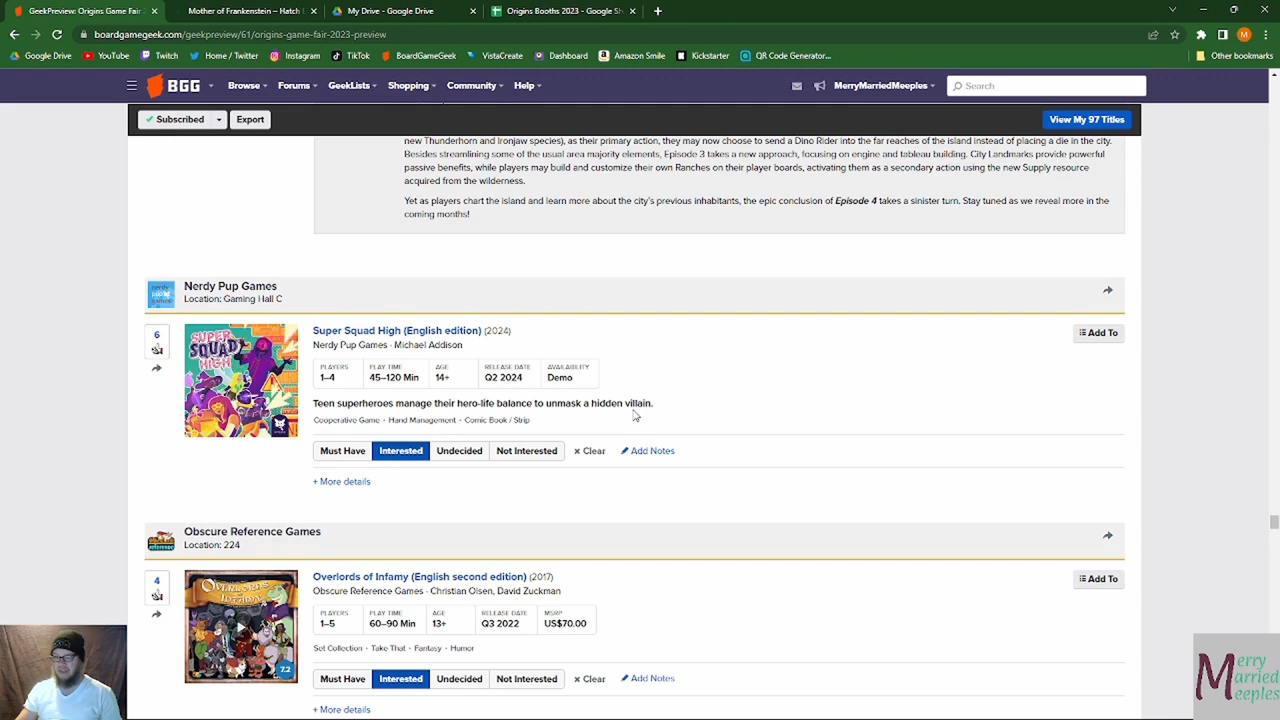 GeekPreview: Origins Game Fair
Mother of Frankenstein – Hatch
My Drive - Google Drive
Origins Booths 2023 - Google Sh
boardgamegeek.com/geekpreview/61/origins-game-fair-2023-preview
M
Google Drive YouTube Twitch Home / Twitter Instagram TikTok BoardGameGeek VistaCreate Dashboard Amazon Smile Kickstarter QR Code Generator... Other bookmarks
BGG Browse Forums GeekLists Shopping Community Help MerryMarriedMeeples Search
Subscribed Export View My 97 Titles
new Thunderhorn and Ironjaw species), as their primary action, they may now choose to send a Dino Rider into the far reaches of the island instead of placing a die in the city.
Besides streamlining some of the usual area majority elements, Episode 3 takes a new approach, focusing on engine and tableau building. City Landmarks provide powerful
passive benefits, while players may build and customize their own Ranches on their player boards, activating them as a secondary action using the new Supply resource
acquired from the wilderness.
Yet as players chart the island and learn more about the city's previous inhabitants, the epic conclusion of Episode 4 takes a sinister turn. Stay tuned as we reveal more in the
coming months!
nerdy pup games
Nerdy Pup Games
Location: Gaming Hall C
6
SUPER SQUAD HIGH
Super Squad High (English edition) (2024)
Add To
Nerdy Pup Games · Michael Addison
PLAYERS PLAY TIME AGE RELEASE DATE AVAILABILITY
1–4 45–120 Min 14+ Q2 2024 Demo
Teen superheroes manage their hero-life balance to unmask a hidden villain.
Cooperative Game · Hand Management · Comic Book / Strip
Must Have Interested Undecided Not Interested × Clear Add Notes
+ More details
Obscure Reference Games
Location: 224
4
OVERLORDS OF INFAMY
7.2
Overlords of Infamy (English second edition) (2017)
Add To
Obscure Reference Games · Christian Olsen, David Zuckman
PLAYERS PLAY TIME AGE RELEASE DATE MSRP
1–5 60–90 Min 13+ Q3 2022 US$70.00
Set Collection · Take That · Fantasy · Humor
Must Have Interested Undecided Not Interested × Clear Add Notes
+ More details
Merry
Married
Meeples